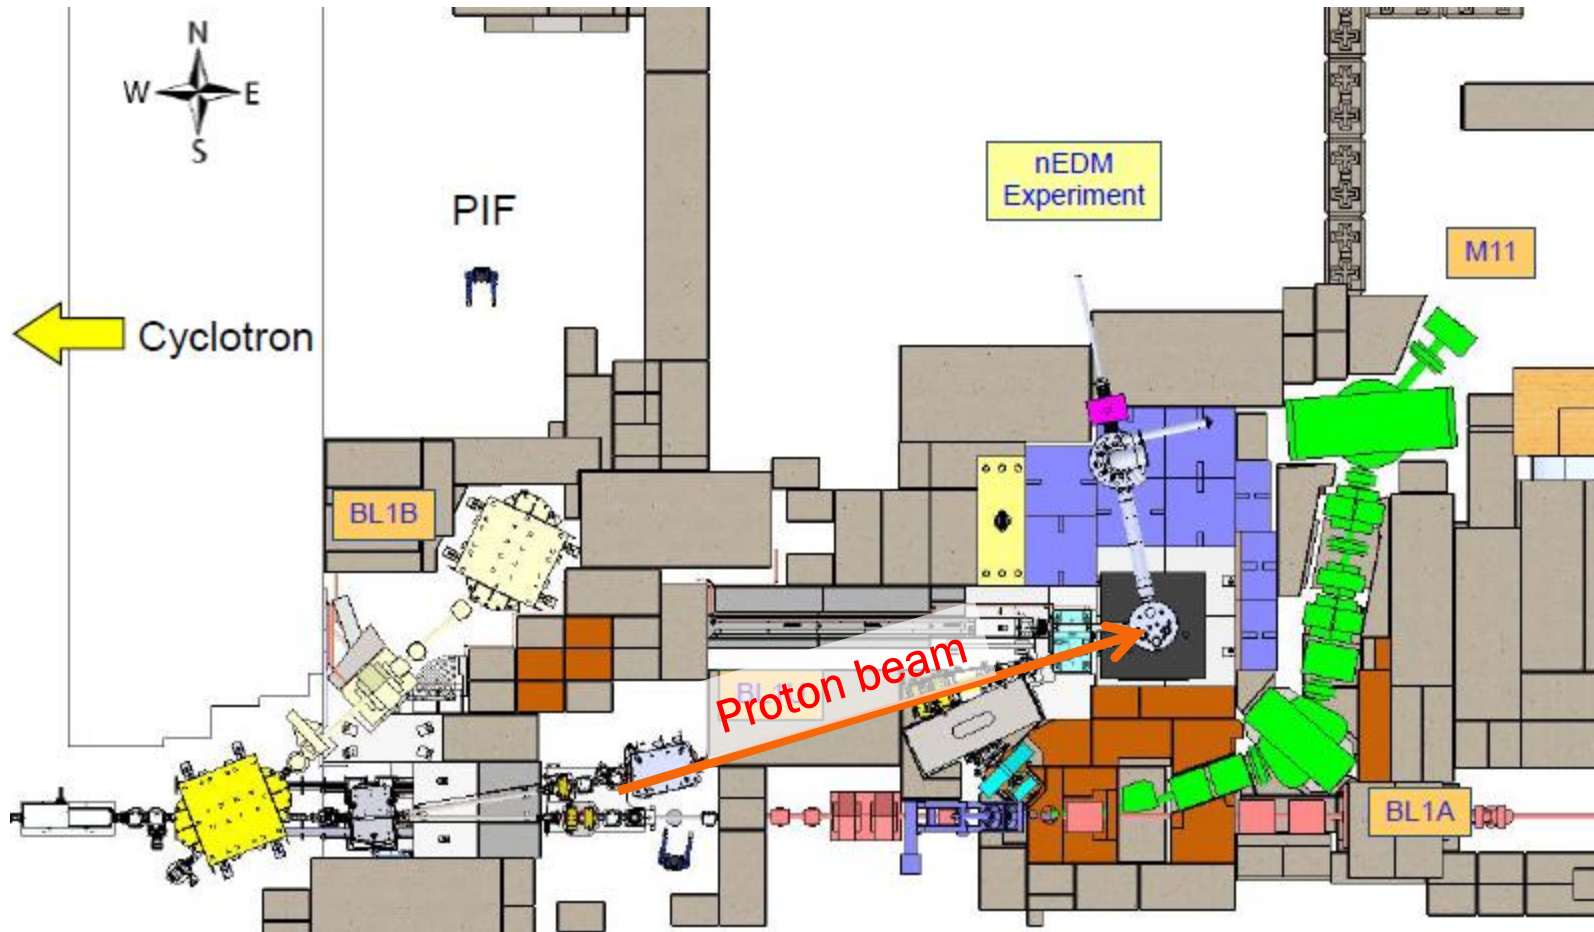 N
W E
S
nEDM
Experiment
PIF
M11
Cyclotron
BL1B
Proton beam
BL1A